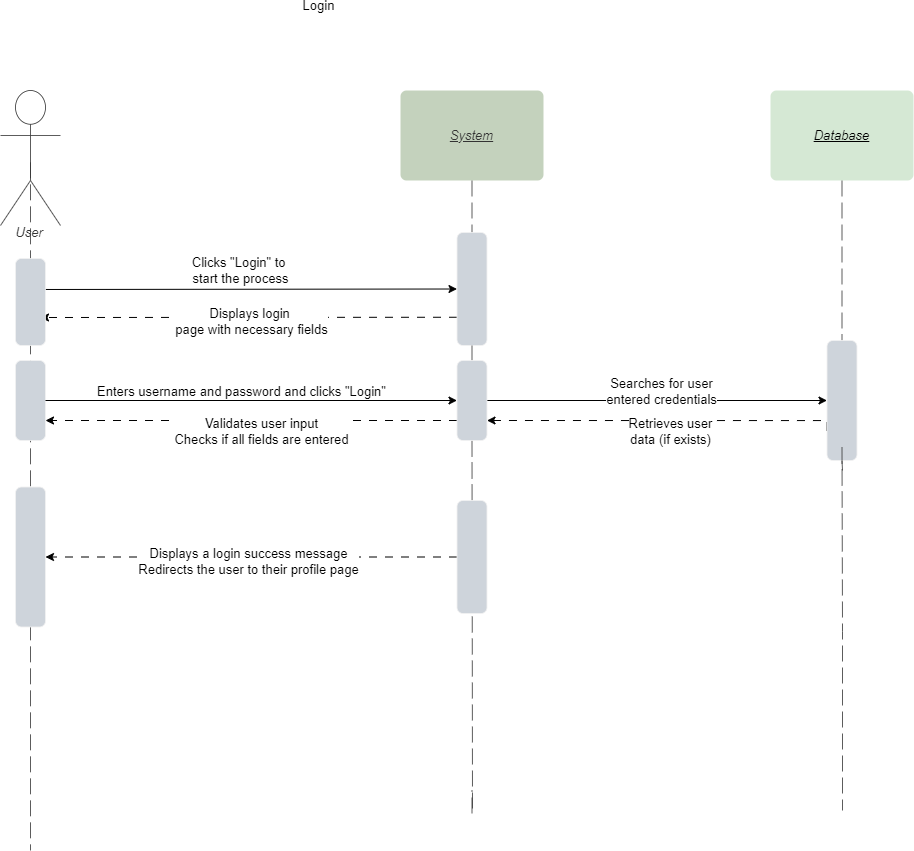 Login
System
Database
User
Clicks "Login" to
start the process
Displays login
page with necessary fields
Enters username and password and clicks "Login"
Searches for user
entered credentials
Validates user input
Checks if all fields are entered
Retrieves user
data (if exists)
Displays a login success message
Redirects the user to their profile page